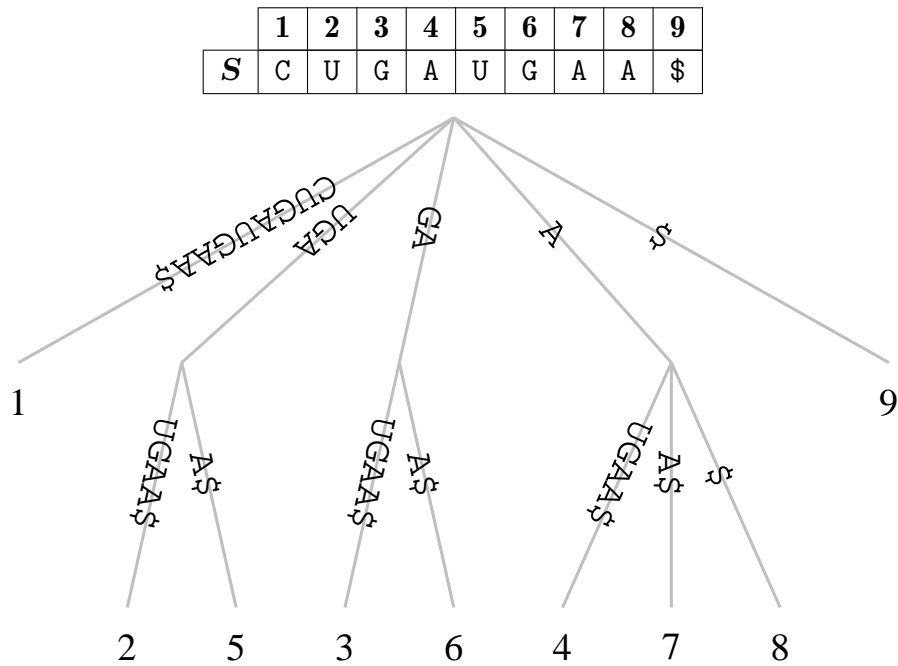 1 2 3 4 5 6 7 8 9
S C U G A U G A A $
CUGAUGAA$ UGA GA A $
1 9
UGAA$ A$ UGAA$ A$ UGAA$ A$ $
2 5 3 6 4 7 8